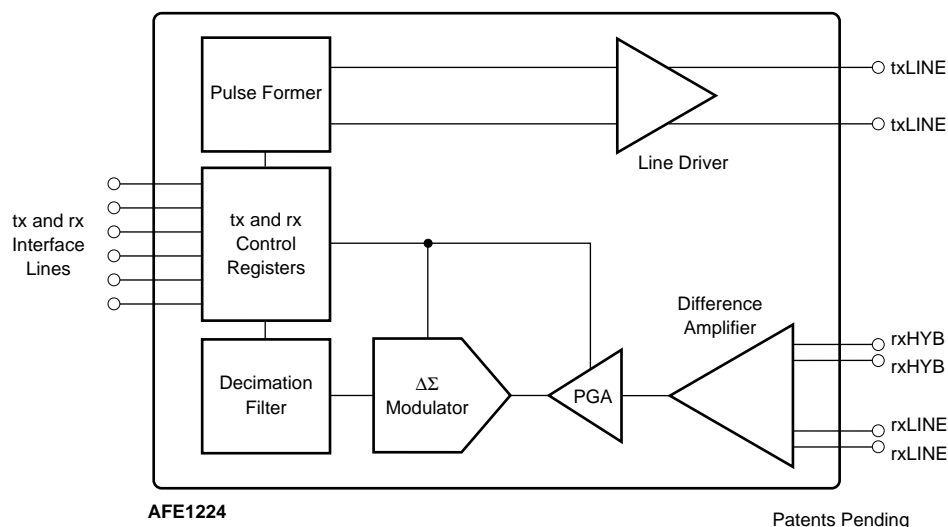 Pulse Former
txLINE
txLINE
Line Driver
tx and rx
Interface
Lines
tx and rx
Control
Registers
Difference
Amplifier
rxHYB
rxHYB
rxLINE
rxLINE
PGA
ΔΣ
Modulator
Decimation
Filter
AFE1224
Patents Pending